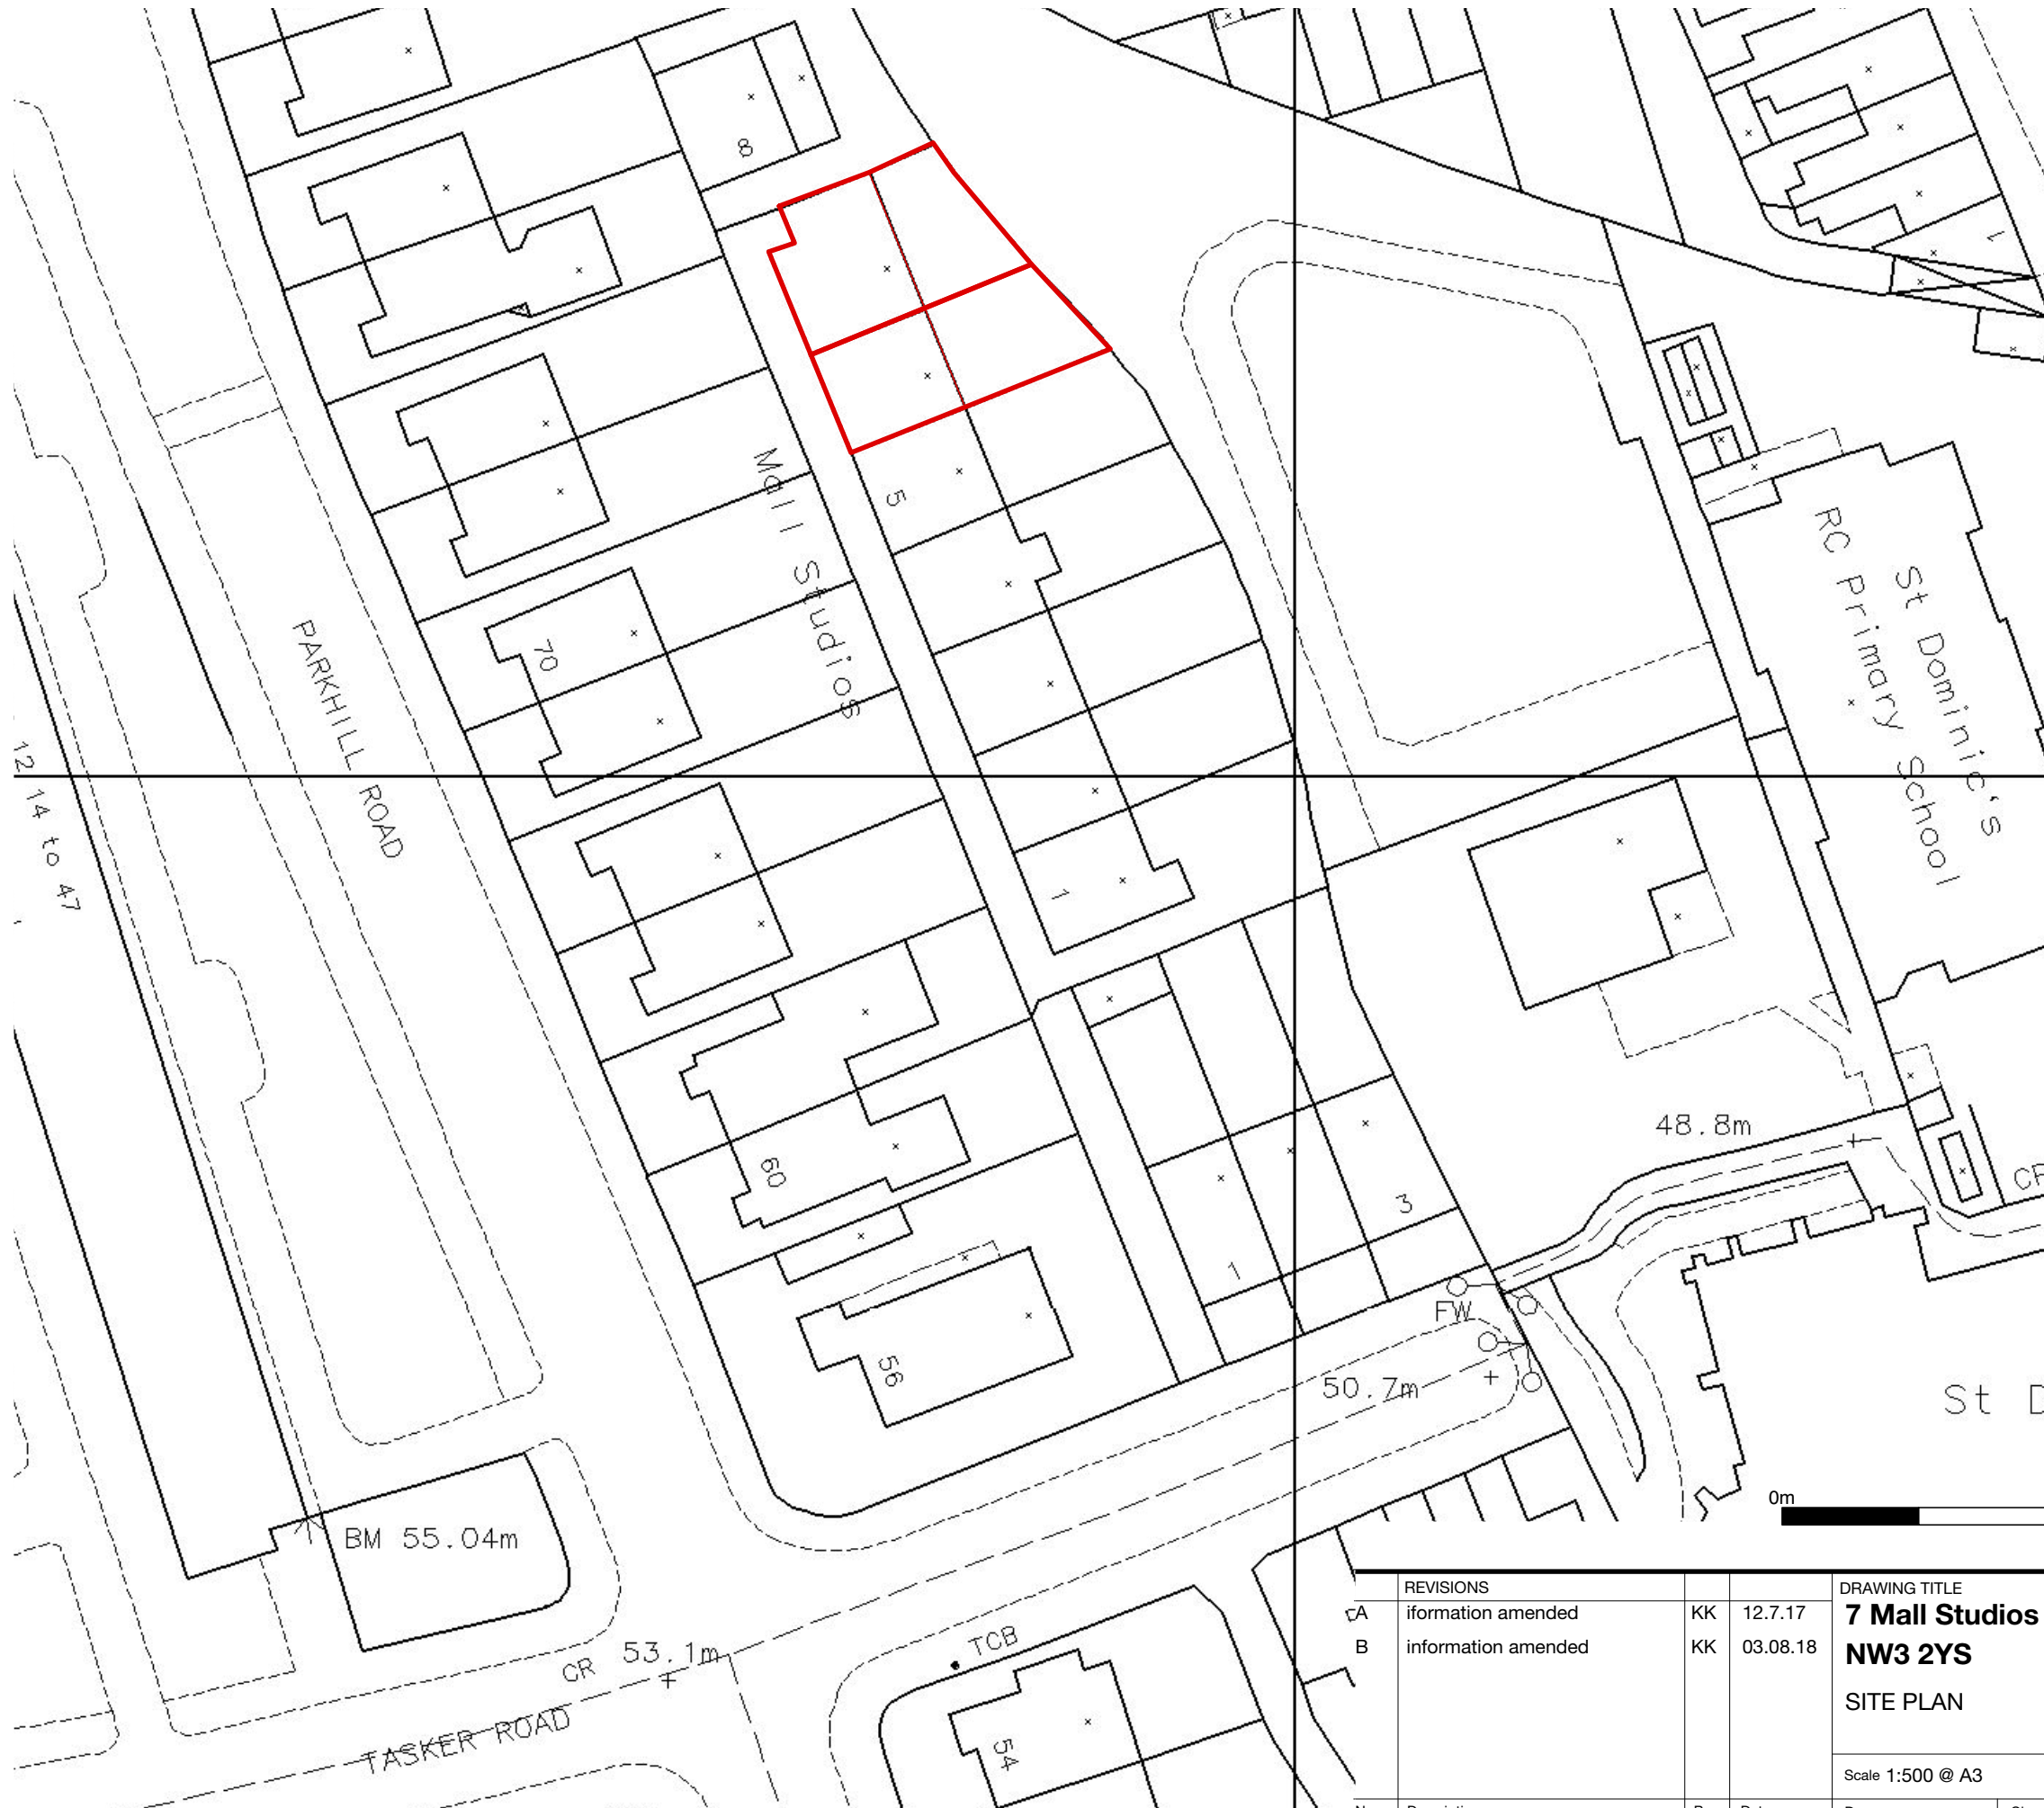 8
5
Mall Studios
70
PARKHILL ROAD
12
14 to 47
1
1
RC Primary School
St Dominic's
60
56
3
1
48.8m
CR
FW
50.7m
St D
0m
BM 55.04m
CR 53.1m
TCB
TASKER ROAD
54
REVISIONS
A iformation amended KK 12.7.17
B information amended KK 03.08.18
DRAWING TITLE
7 Mall Studios
NW3 2YS
SITE PLAN
Scale 1:500 @ A3